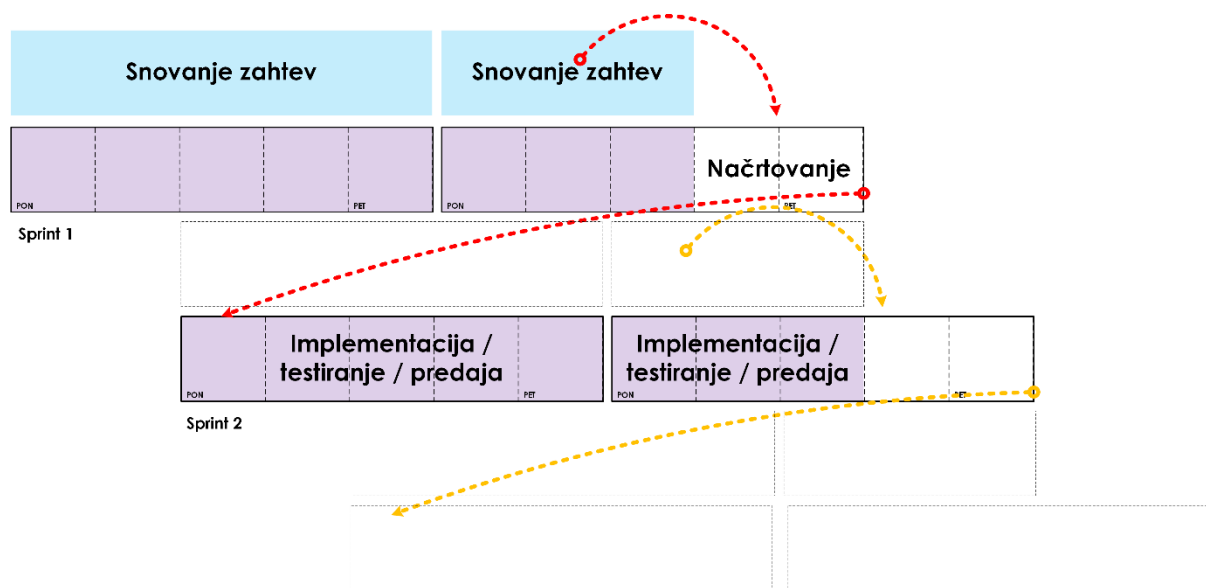 Snovanje zahtev
Snovanje zahtev
Načrtovanje
PON
PET
PON
PET
Sprint 1
Implementacija /
testiranje / predaja
Implementacija /
testiranje / predaja
PON
PET
PON
PET
Sprint 2